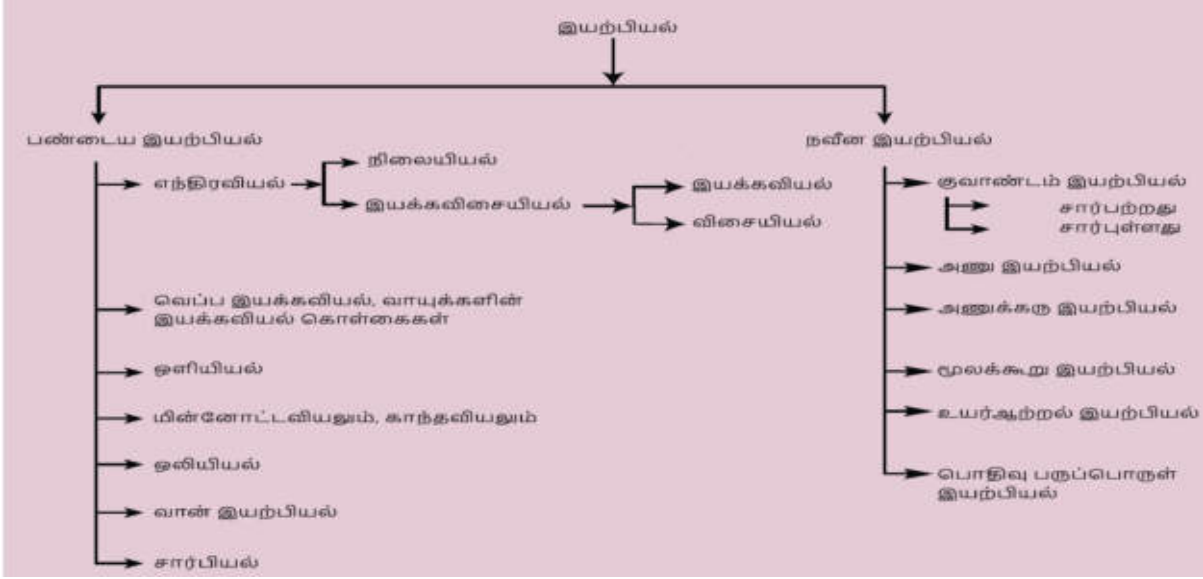 இயற்பியல்
பண்டைய இயற்பியல்
எந்திரவியல்
நிலையியல்
இயக்கவிசையியல்
இயக்கவியல்
விசையியல்
வெப்ப இயக்கவியல், வாயுக்களின்
இயக்கவியல் கொள்கைகள்
ஒளியியல்
மின்னோட்டவியலும், காந்தவியலும்
ஒலியியல்
வான் இயற்பியல்
சார்பியல்
நவீன இயற்பியல்
குவாண்டம் இயற்பியல்
சார்பற்றது
சார்புள்ளது
அணு இயற்பியல்
அணுக்கரு இயற்பியல்
மூலக்கூறு இயற்பியல்
உயர்ஆற்றல் இயற்பியல்
பொதிவு பருப்பொருள்
இயற்பியல்